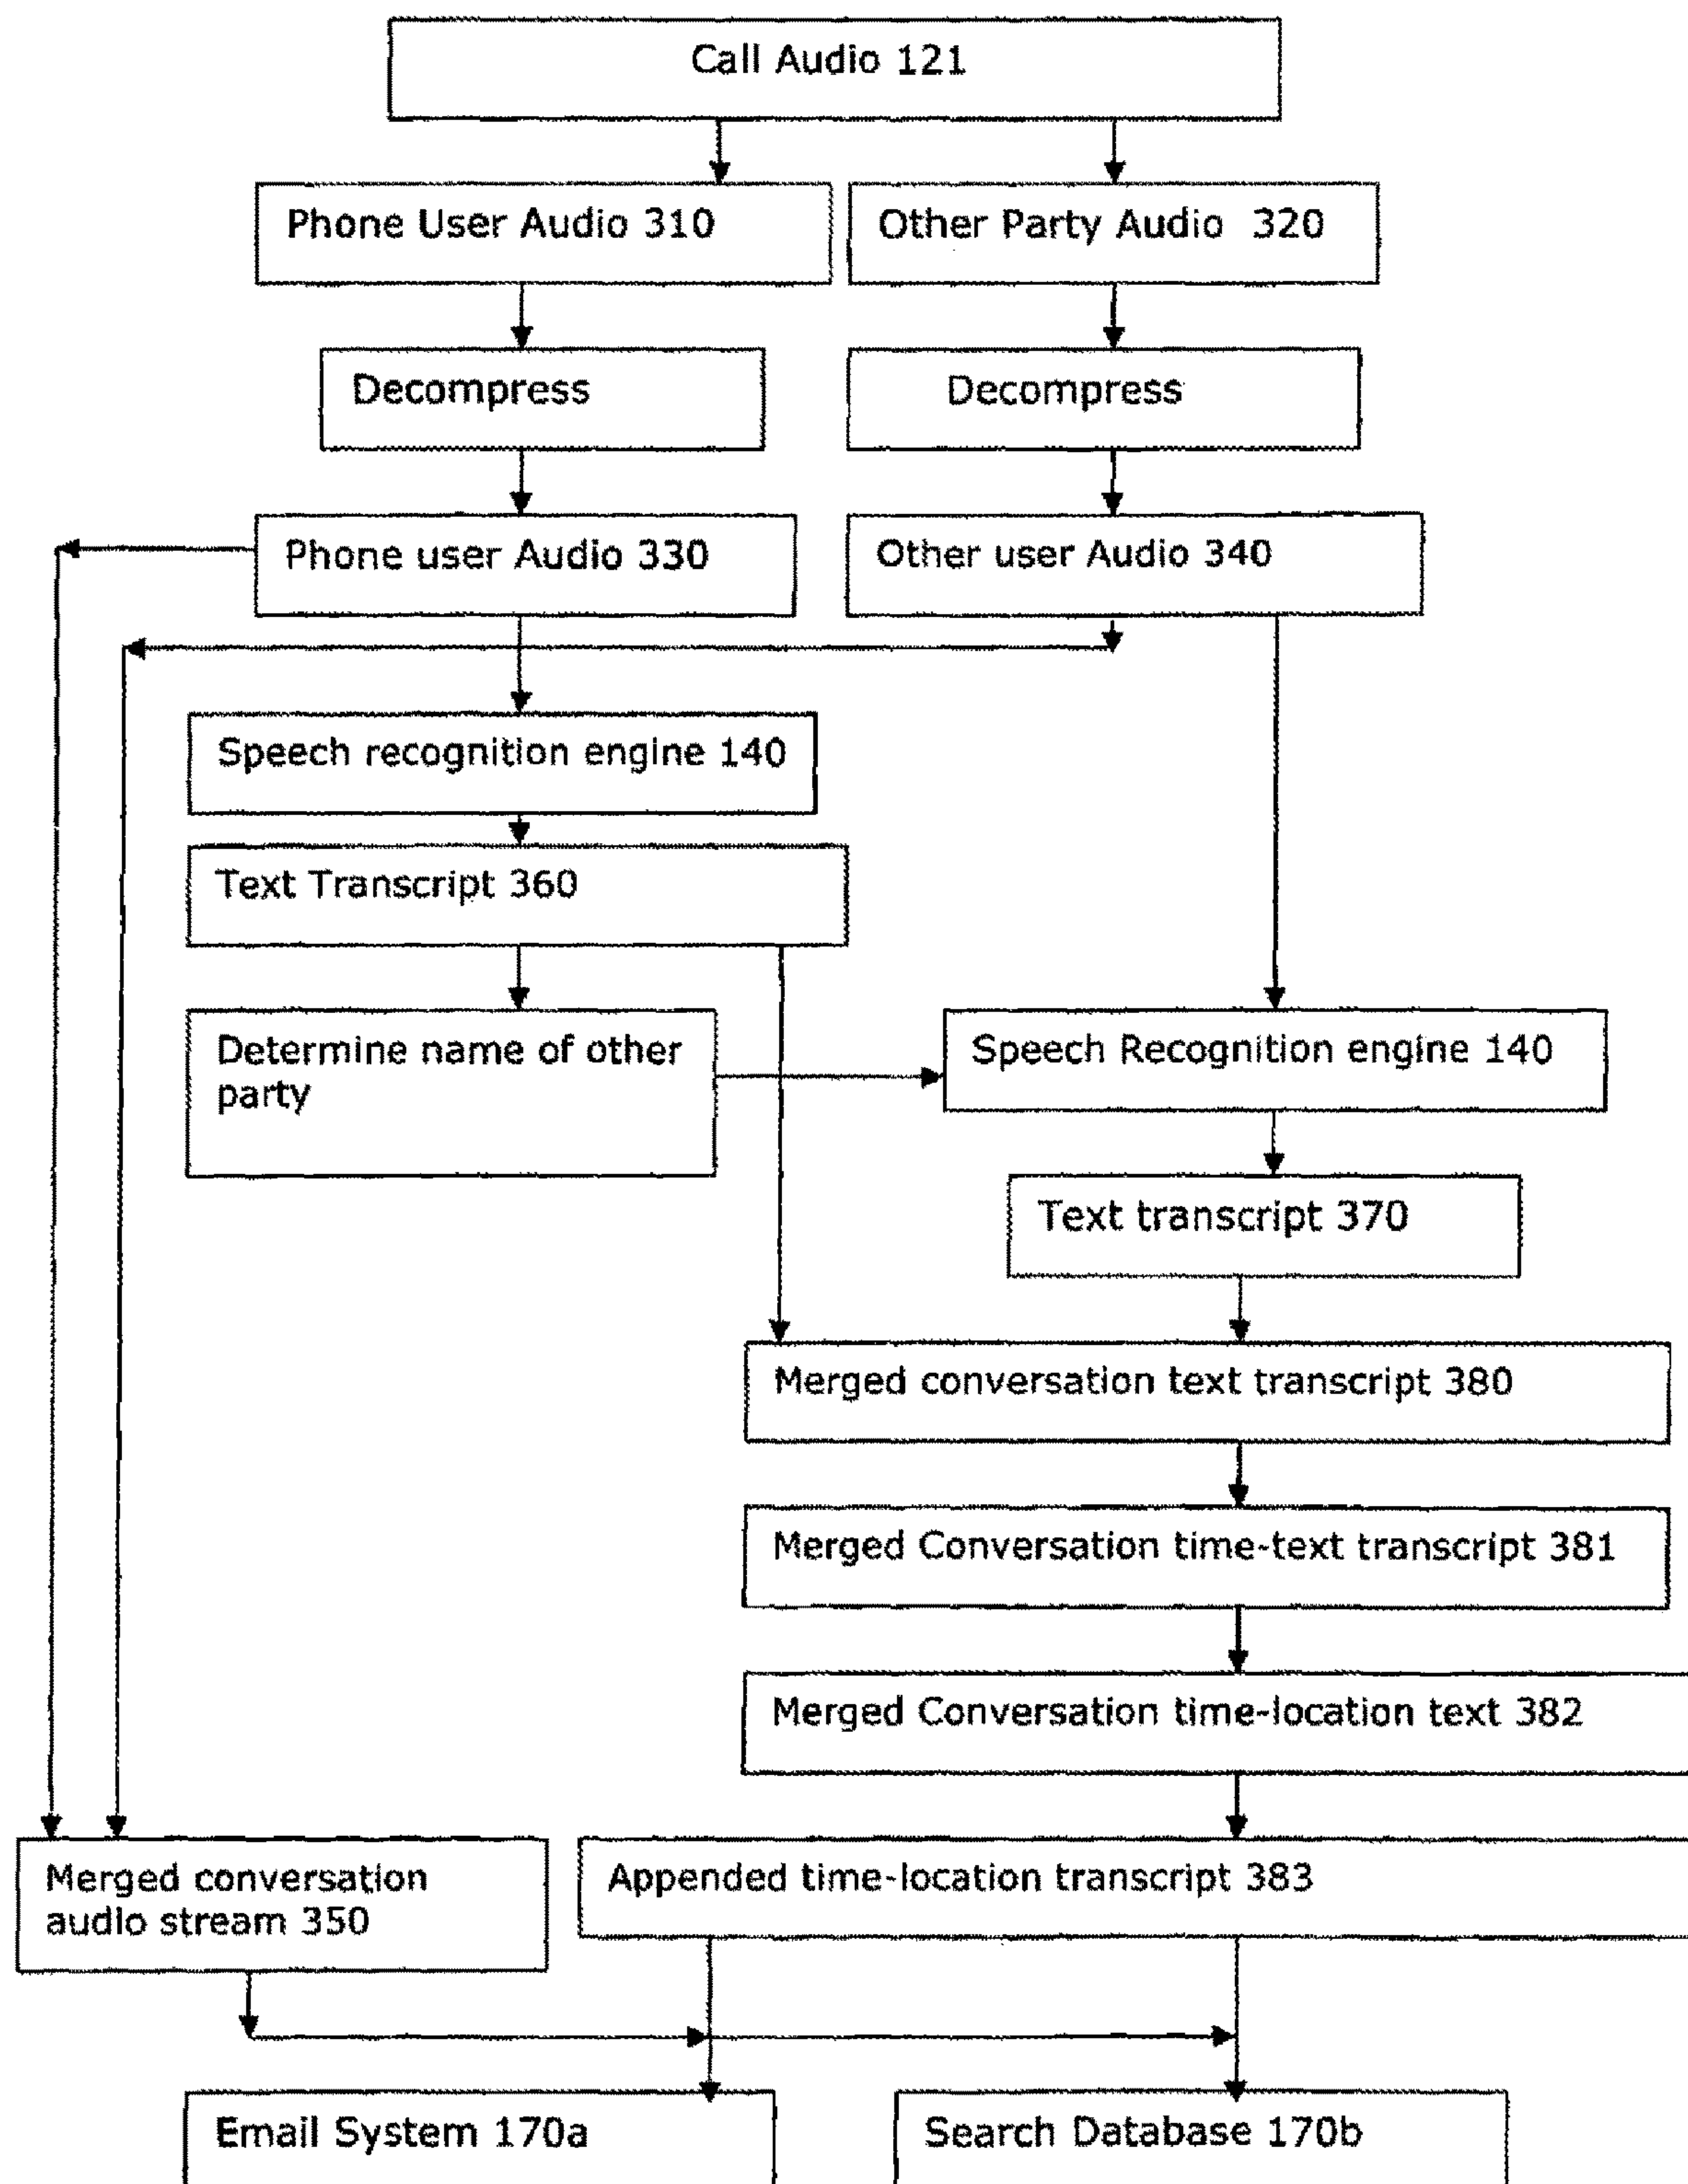 Call Audio 121
Phone User Audio 310
Other Party Audio 320
Decompress
Decompress
Phone user Audio 330
Other user Audio 340
Speech recognition engine 140
Text Transcript 360
Determine name of other
party
Speech Recognition engine 140
Text transcript 370
Merged conversation text transcript 380
Merged Conversation time-text transcript 381
Merged Conversation time-location text 382
Merged conversation
audio stream 350
Appended time-location transcript 383
Email System 170a
Search Database 170b